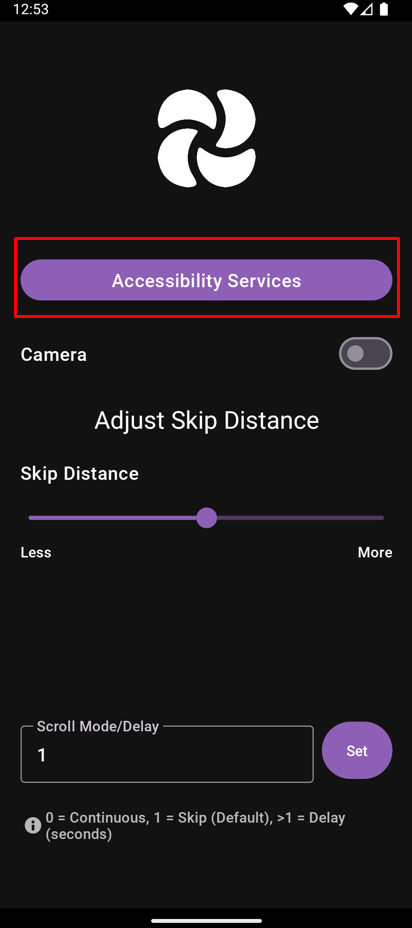 12:53
Accessibility Services
Camera
Adjust Skip Distance
Skip Distance
Less
More
Scroll Mode/Delay
1
Set
0 = Continuous, 1 = Skip (Default), >1 = Delay
(seconds)